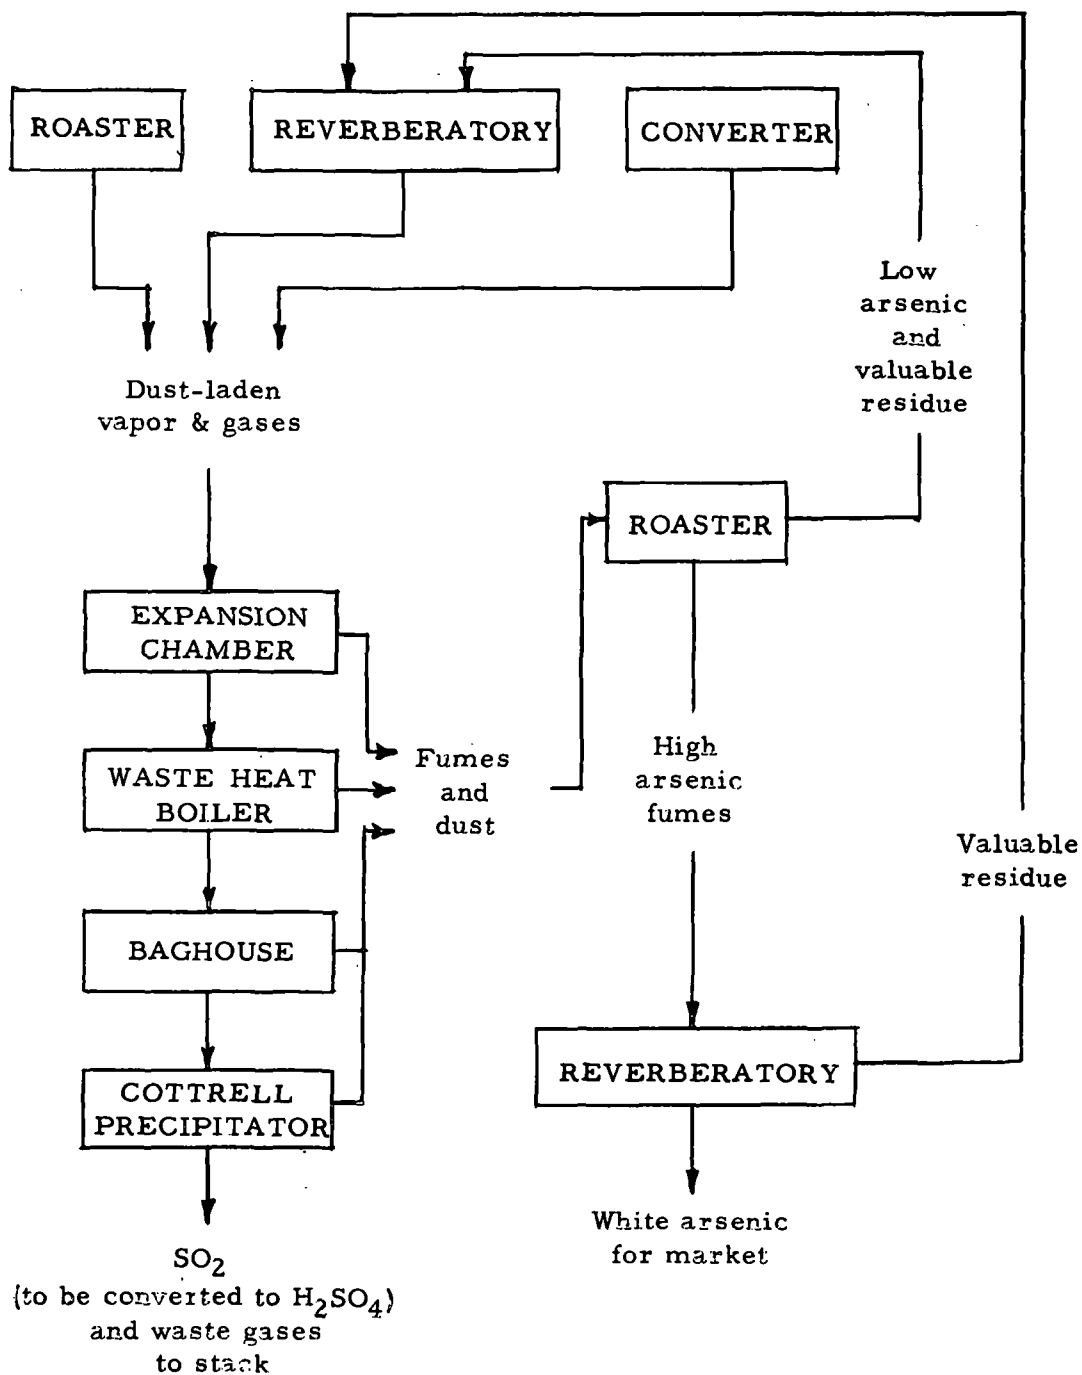 ROASTER
REVERBERATORY
CONVERTER
Low
arsenic
and
valuable
residue
Dust-laden
vapor & gases
ROASTER
EXPANSION
CHAMBER
High
arsenic
fumes
Fumes
and
dust
WASTE HEAT
BOILER
Valuable
residue
BAGHOUSE
REVERBERATORY
COTTRELL
PRECIPITATOR
White arsenic
for market
SO2
(to be converted to H2SO4)
and waste gases
to stack